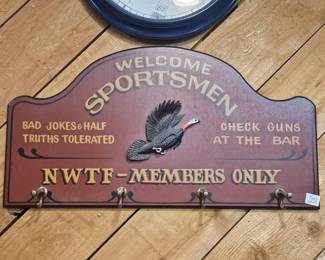 WELCOME
SPORTSMEN
BAD JOKES & HALF
TRUTHS TOLERATED
CHECK GUNS
AT THE BAR
NWTF - MEMBERS ONLY